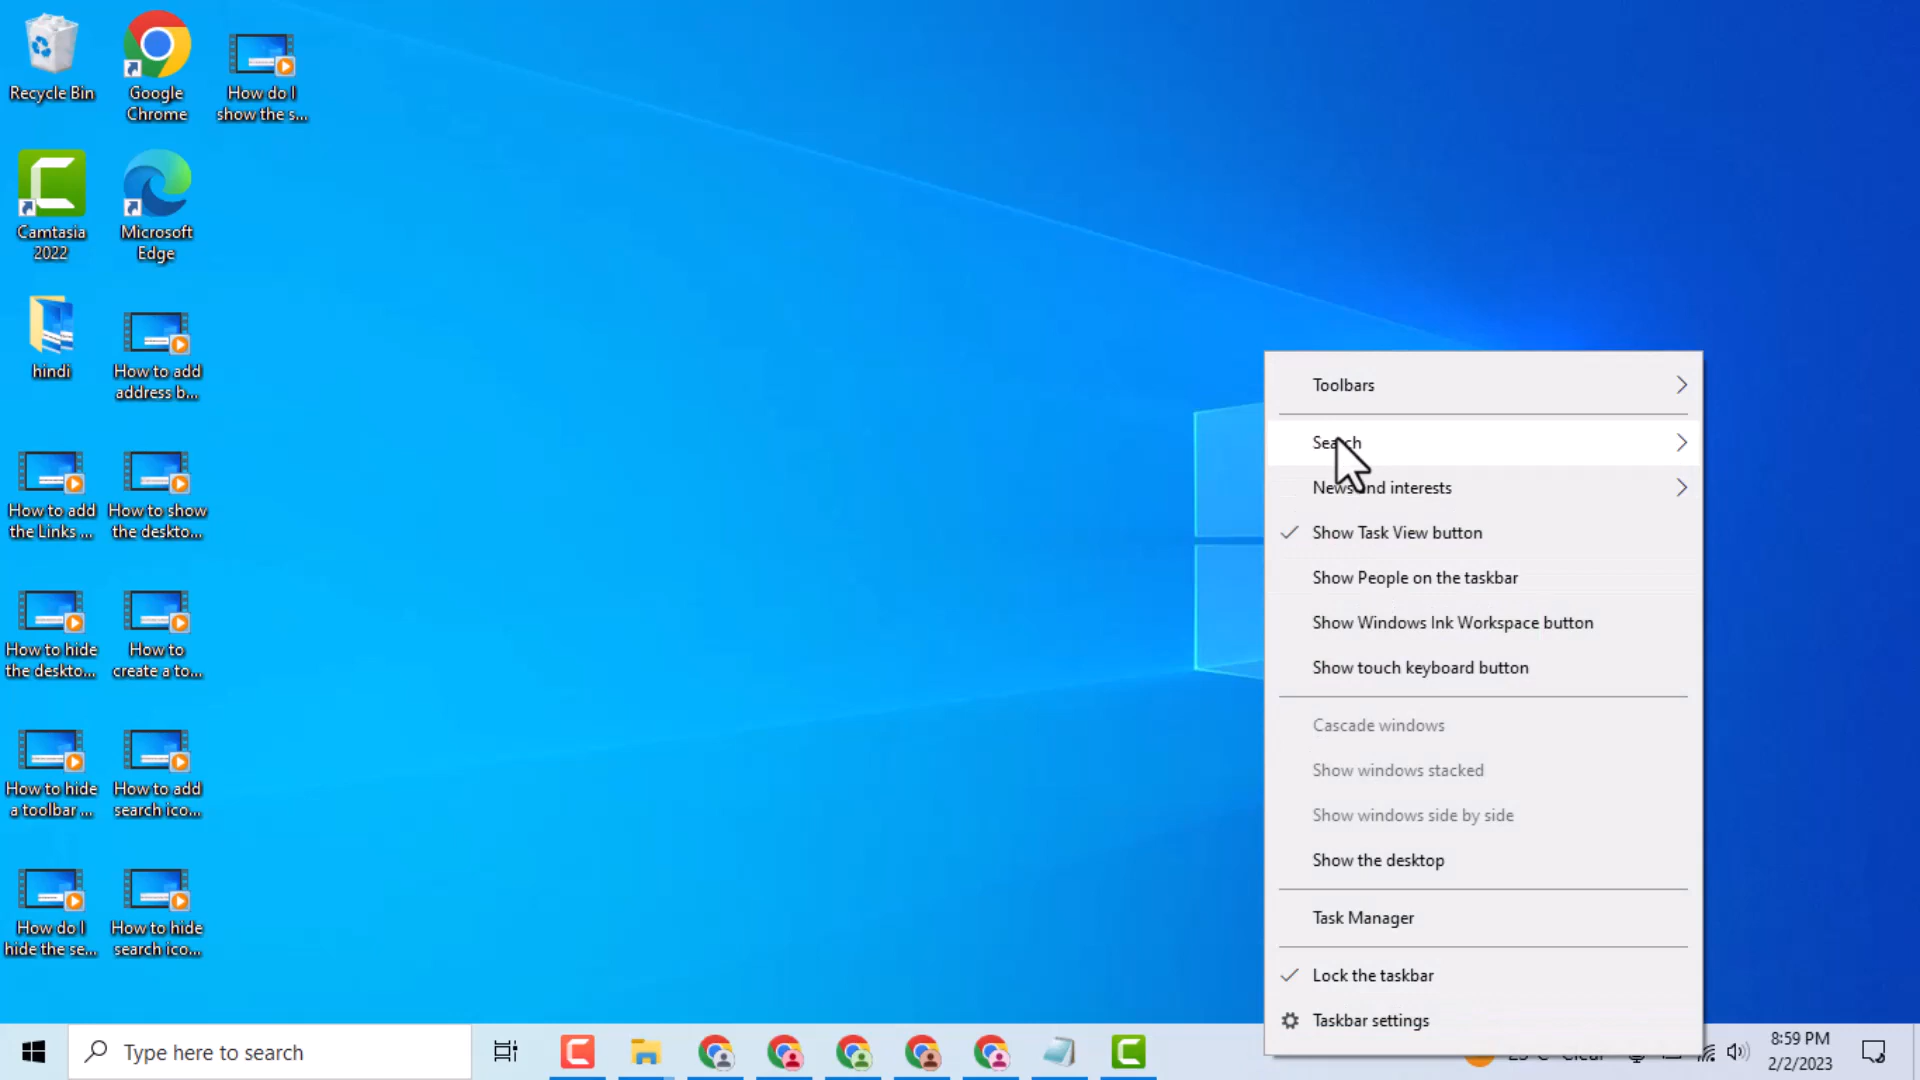 Recycle Bin
Google
Chrome
How do I
show the s...
Camtasia
2022
Microsoft
Edge
hindi
How to add
address b...
How to add
the Links ...
How to show
the deskto...
How to hide
the deskto...
How to
create a to...
How to hide
a toolbar ...
How to add
search ico...
How do I
hide the se...
How to hide
search ico...
Toolbars
Search
News and interests
Show Task View button
Show People on the taskbar
Show Windows Ink Workspace button
Show touch keyboard button
Cascade windows
Show windows stacked
Show windows side by side
Show the desktop
Task Manager
Lock the taskbar
Taskbar settings
Type here to search
8:59 PM
2/2/2023